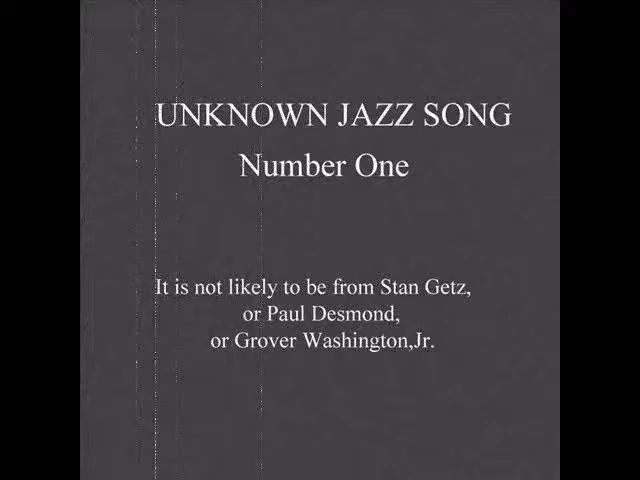 UNKNOWN JAZZ SONG
Number One
It is not likely to be from Stan Getz,
or Paul Desmond,
or Grover Washington,Jr.